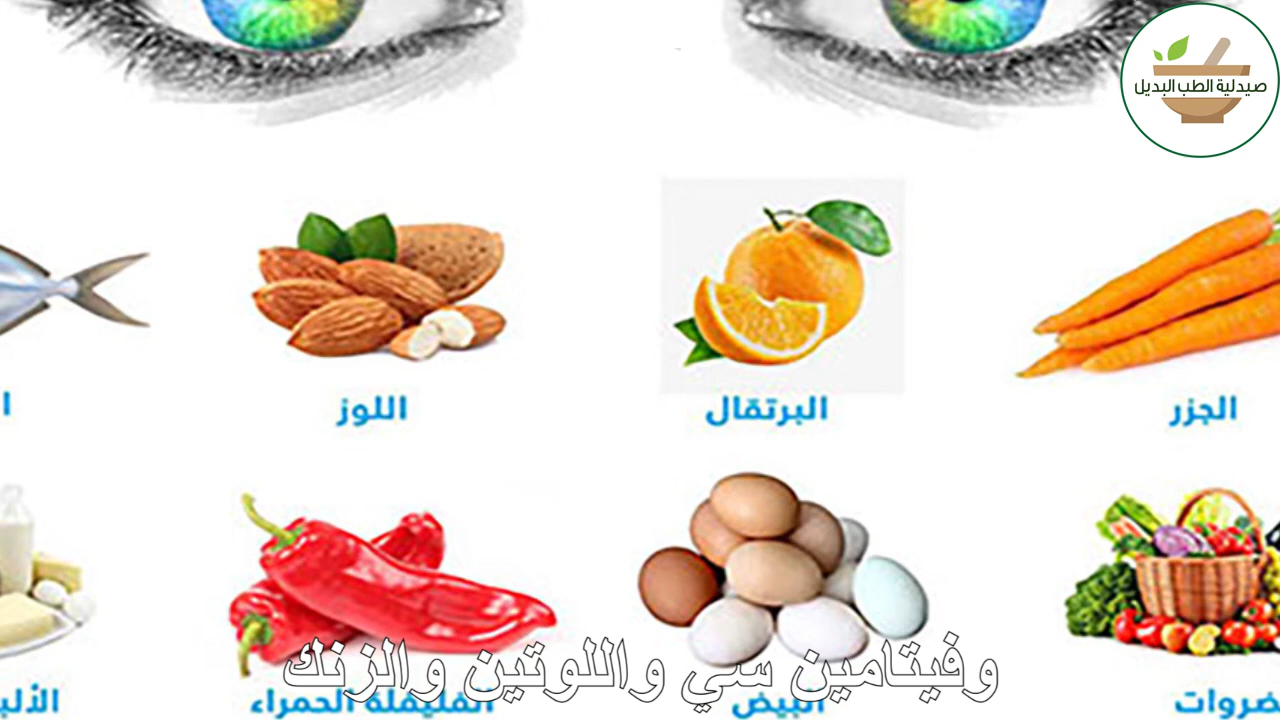 صيدلية الطب البديل
الجزر
البرتقال
اللوز
البيض
الفليفلة الحمراء
وفيتامين سي واللوتين والزنك